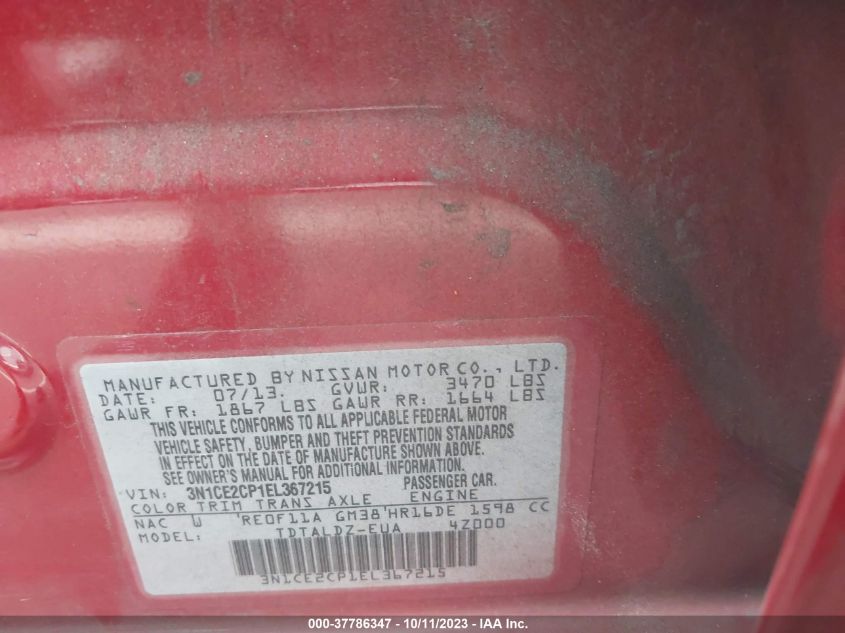 MANUFACTURED BY NISSAN MOTOR CO., LTD.
DATE: 07/13. GVWR: 3470 LBS
GAWR FR: 1867 LBS GAWR RR: 1664 LBS
THIS VEHICLE CONFORMS TO ALL APPLICABLE FEDERAL MOTOR
VEHICLE SAFETY, BUMPER AND THEFT PREVENTION STANDARDS
IN EFFECT ON THE DATE OF MANUFACTURE SHOWN ABOVE.
SEE OWNER'S MANUAL FOR ADDITIONAL INFORMATION.
VIN: 3N1CE2CP1EL367215 PASSENGER CAR.
COLOR TRIM TRANS AXLE ENGINE
NAC W RE0F11A GM38 HR16DE 1598 CC
MODEL: TDTALDZ-EUA 4Z000
3N1CE2CP1EL367215
000-37786347 | 10/11/2023 - IAA Inc.